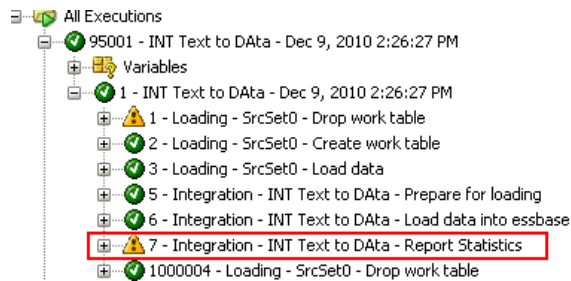 All Executions
95001 - INT Text to DAta - Dec 9, 2010 2:26:27 PM
Variables
1 - INT Text to DAta - Dec 9, 2010 2:26:27 PM
1 - Loading - SrcSet0 - Drop work table
2 - Loading - SrcSet0 - Create work table
3 - Loading - SrcSet0 - Load data
5 - Integration - INT Text to DAta - Prepare for loading
6 - Integration - INT Text to DAta - Load data into essbase
7 - Integration - INT Text to DAta - Report Statistics
1000004 - Loading - SrcSet0 - Drop work table